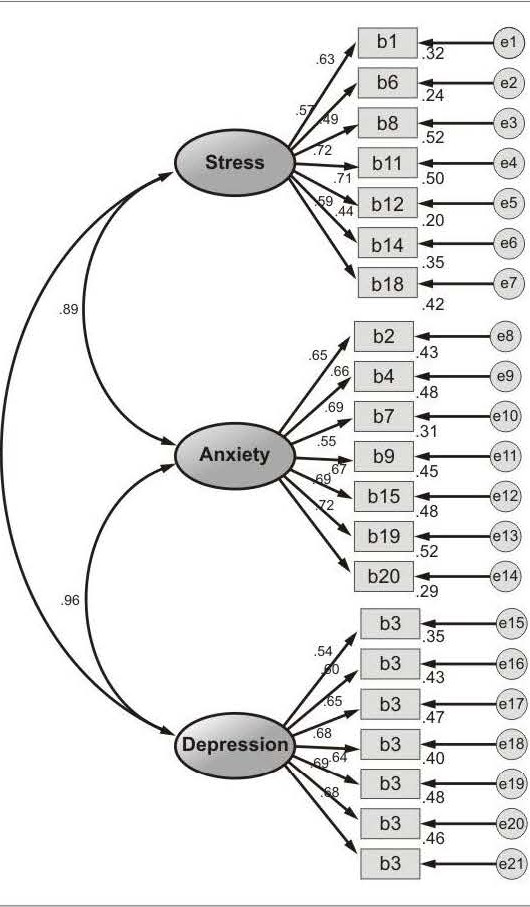 b1 e1
.63 .32
b6 e2
.57 .24
.49 b8 e3
.72 .52
Stress b11 e4
.71 .50
.59 b12 e5
.44 .20
b14 e6
.35
b18 e7
.42
.89
b2 e8
.65 .43
.66 b4 e9
.48
.69 b7 e10
.55 .31
Anxiety b9 e11
.67 .45
.69 b15 e12
.72 .48
b19 e13
.52
b20 e14
.29
.96
b3 e15
.54 .35
.60 b3 e16
.43
.65 b3 e17
.68 .47
Depression b3 e18
.69 .64 .40
b3 e19
.68 .48
b3 e20
.46
b3 e21